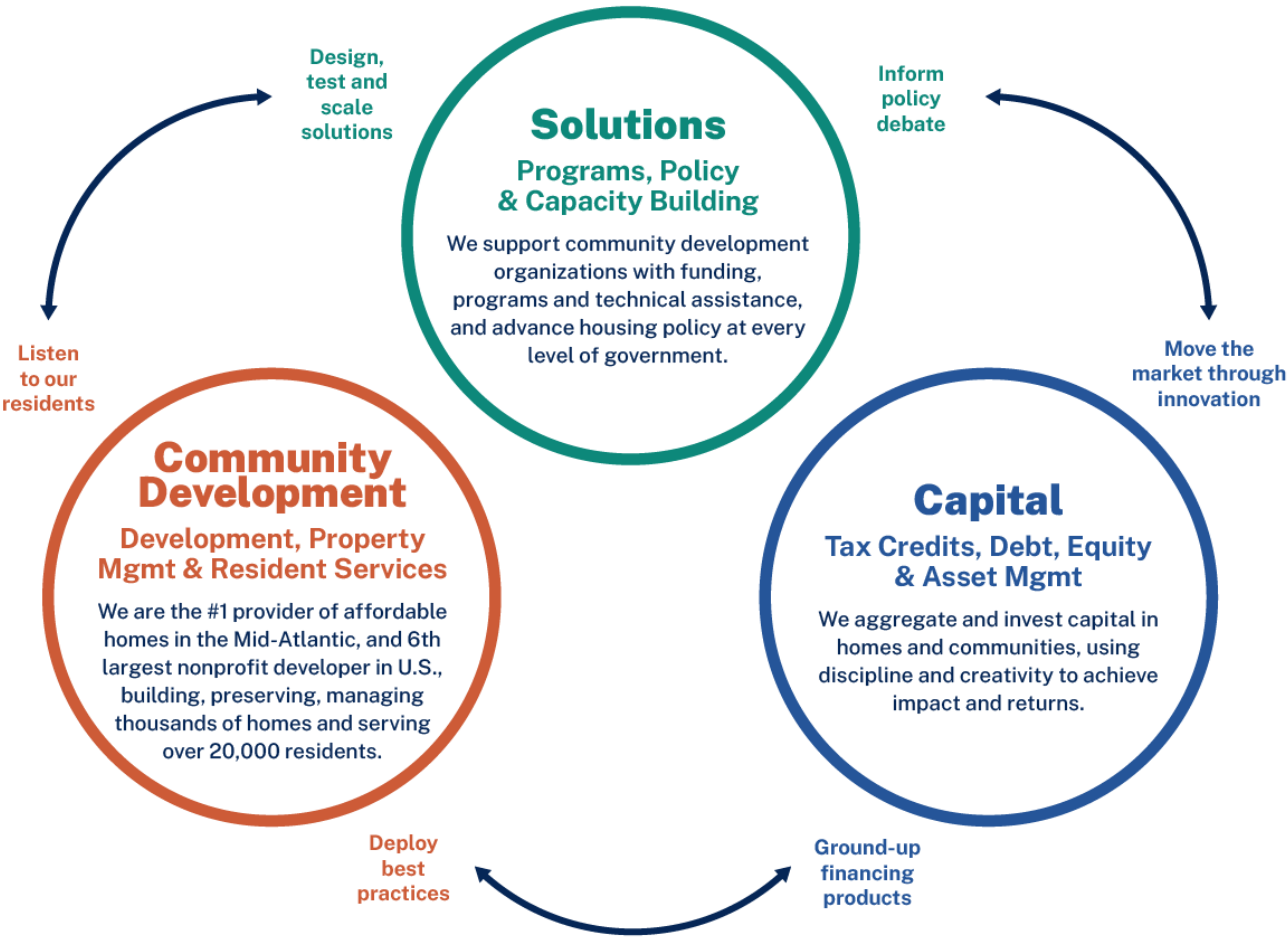 Design,
test and
scale
solutions
Inform
policy
debate
Solutions
Programs, Policy
& Capacity Building
We support community development
organizations with funding,
programs and technical assistance,
and advance housing policy at every
level of government.
Listen
to our
residents
Move the
market through
innovation
Community
Development
Development, Property
Mgmt & Resident Services
We are the #1 provider of affordable
homes in the Mid-Atlantic, and 6th
largest nonprofit developer in U.S.,
building, preserving, managing
thousands of homes and serving
over 20,000 residents.
Capital
Tax Credits, Debt, Equity
& Asset Mgmt
We aggregate and invest capital in
homes and communities, using
discipline and creativity to achieve
impact and returns.
Deploy
best
practices
Ground-up
financing
products